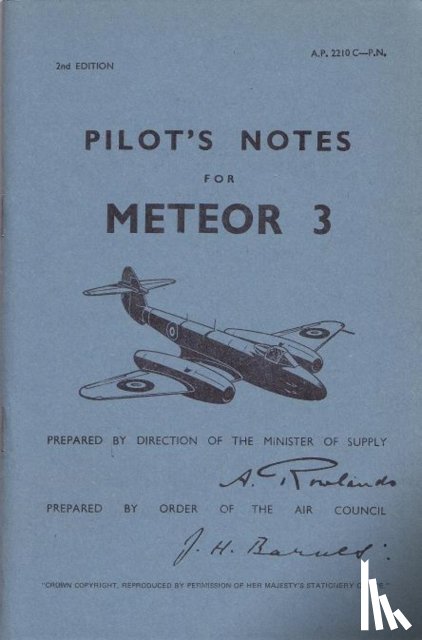 A.P. 2210 C—P.N.
2nd EDITION
PILOT'S NOTES
FOR
METEOR 3
PREPARED BY DIRECTION OF THE MINISTER OF SUPPLY
A. Rowlands
PREPARED BY ORDER OF THE AIR COUNCIL
J. H. Barnes.
"CROWN COPYRIGHT, REPRODUCED BY PERMISSION OF HER MAJESTY'S STATIONERY